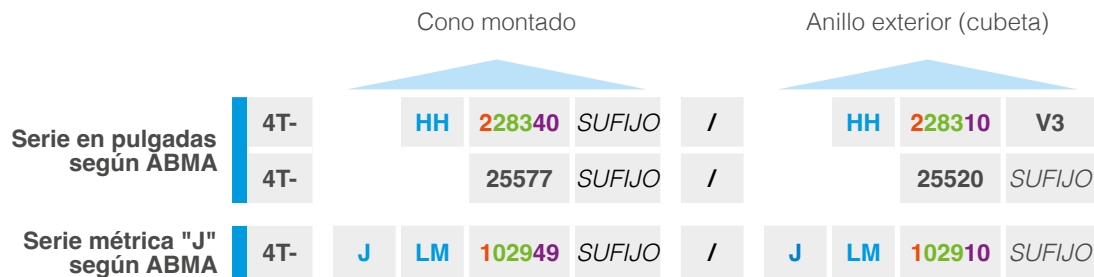 Cono montado Anillo exterior (cubeta)
Serie en pulgadas
según ABMA
4T- HH 228340 SUFIJO / HH 228310 V3
4T- 25577 SUFIJO / 25520 SUFIJO
Serie métrica "J"
según ABMA
4T- J LM 102949 SUFIJO / J LM 102910 SUFIJO